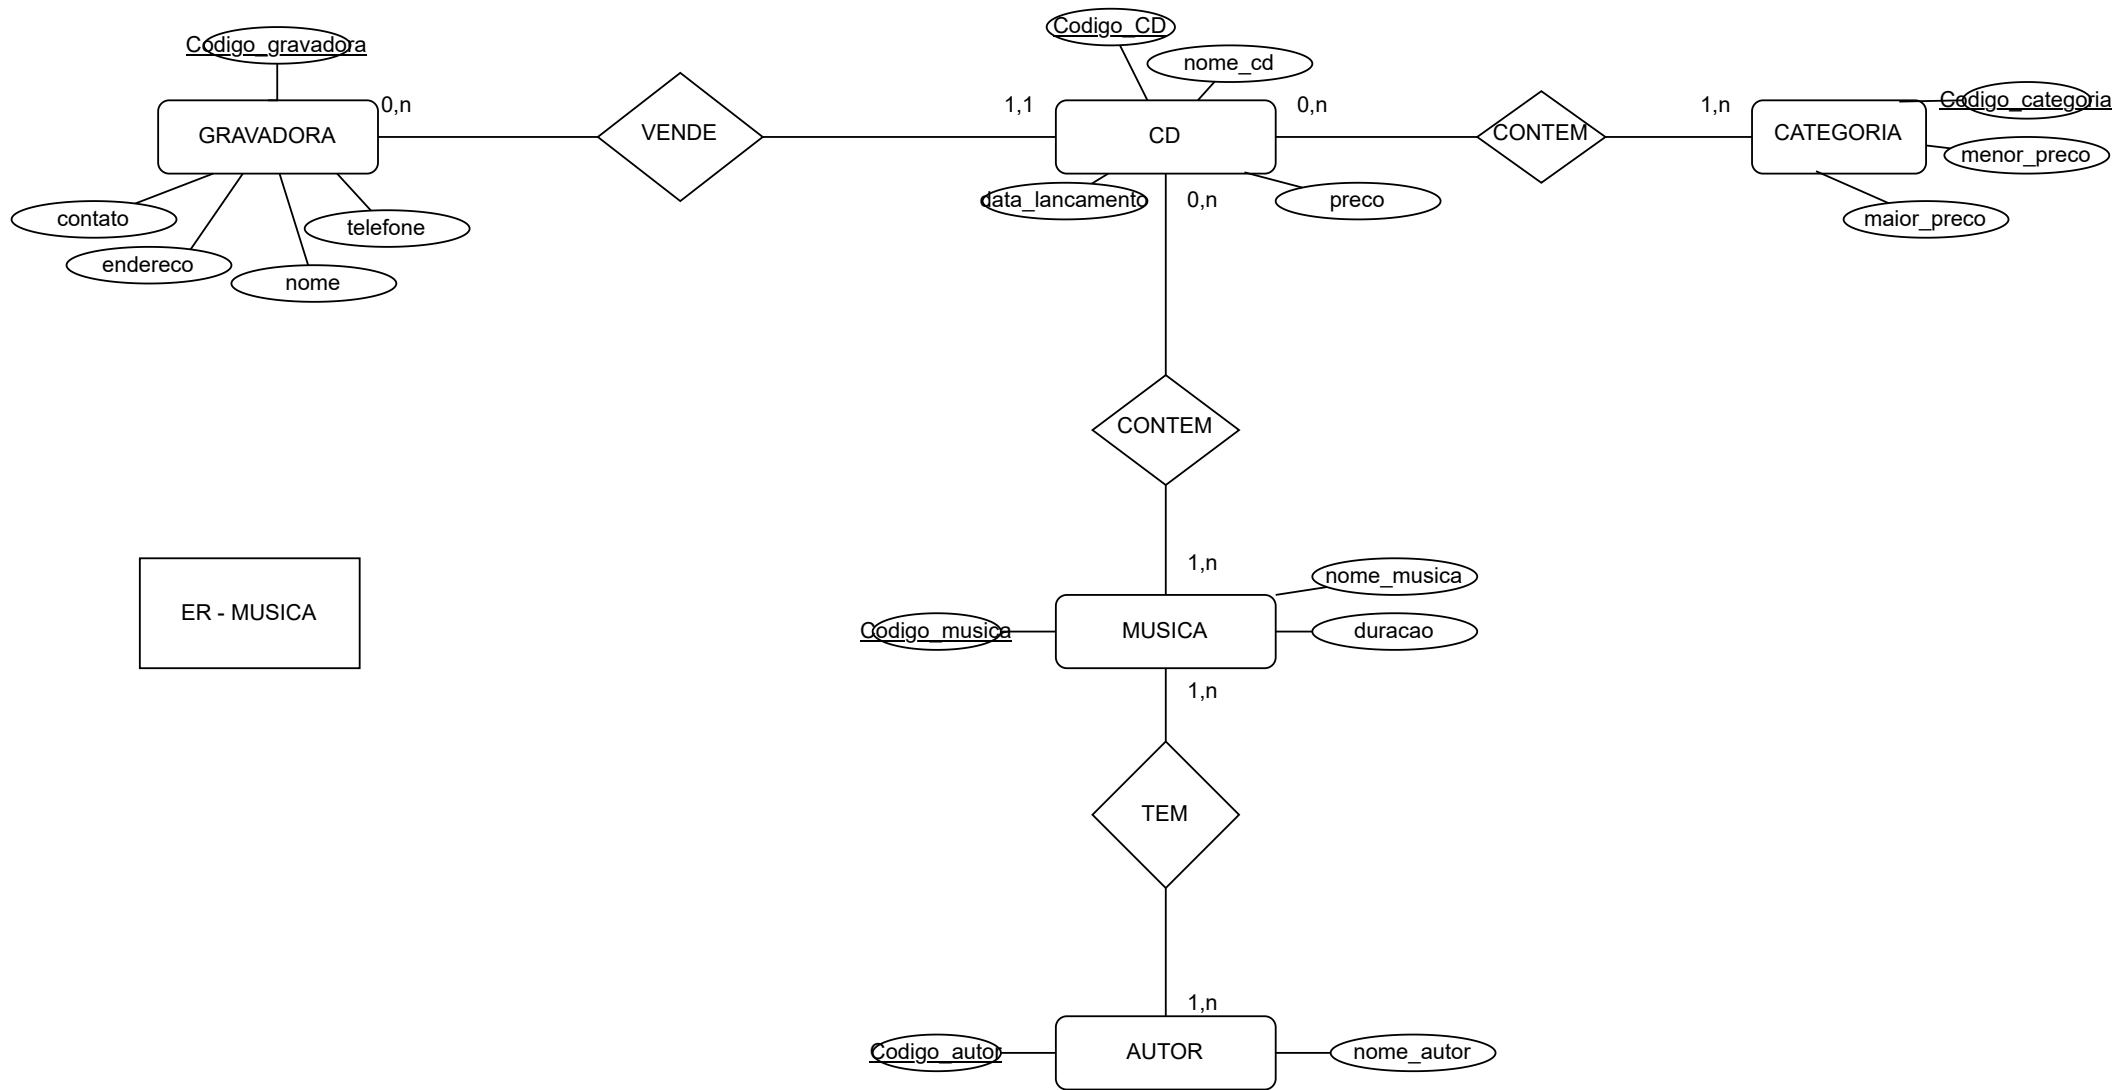 Codigo_CD
Codigo_gravadora
nome_cd
0,n
1,1
0,n
1,n
Codigo_categoria
GRAVADORA
VENDE
CD
CONTEM
CATEGORIA
menor_preco
contato
telefone
data_lancamento
0,n
preco
maior_preco
endereco
nome
CONTEM
1,n
nome_musica
ER - MUSICA
Codigo_musica
MUSICA
duracao
1,n
TEM
1,n
Codigo_autor
AUTOR
nome_autor